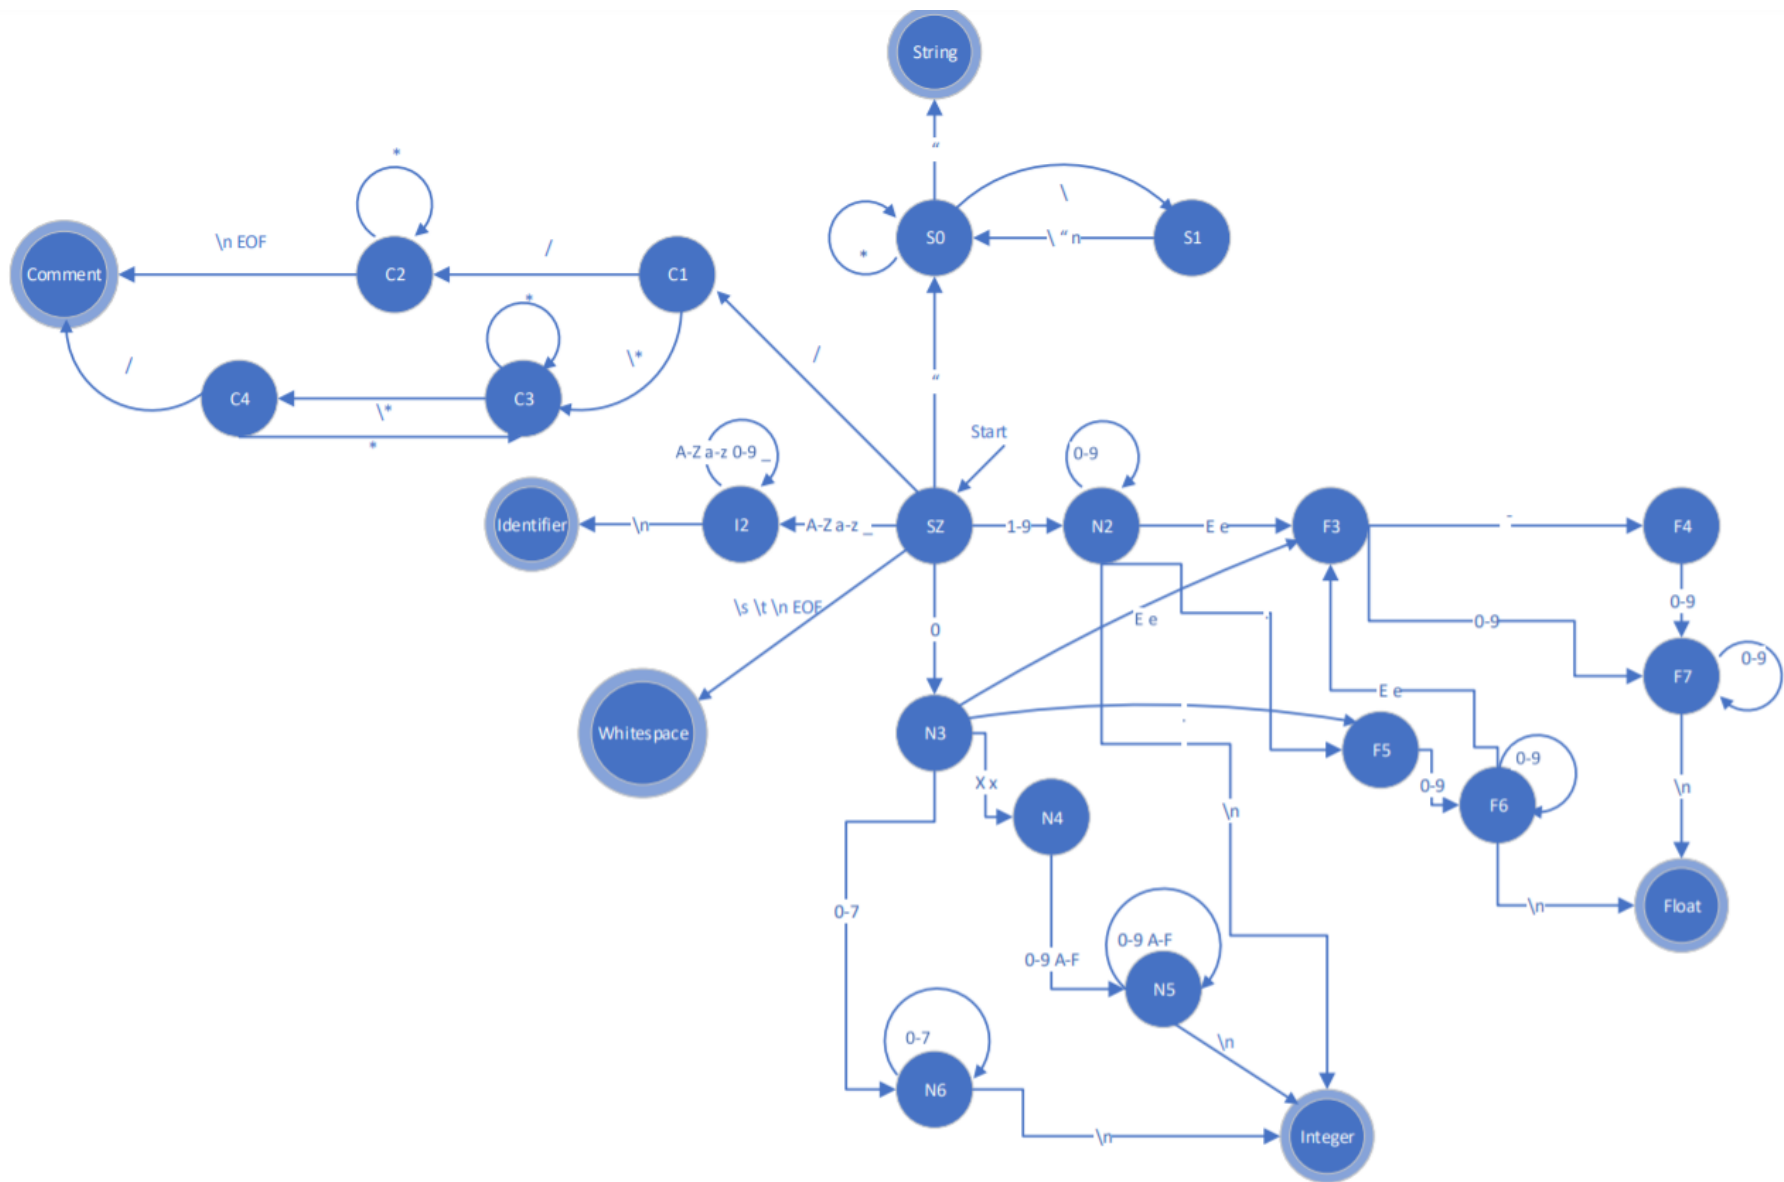 String
“
*
\
\n EOF
/
S0
\ “ n
S1
Comment
C2
C1
*
/
/
\*
“
C4
\*
C3
*
Start
A-Z a-z 0-9 _
0-9
Identifier
\n
I2
A-Z a-z _
SZ
1-9
N2
E e
F3
-
F4
\s \t \n EOF
0
E e
.
0-9
0-9
0-9
F7
E e
Whitespace
N3
.
F5
0-9
0-9
X x
F6
\n
N4
\n
0-7
\n
Float
0-9 A-F
0-9 A-F
N5
0-7
\n
N6
\n
Integer
*